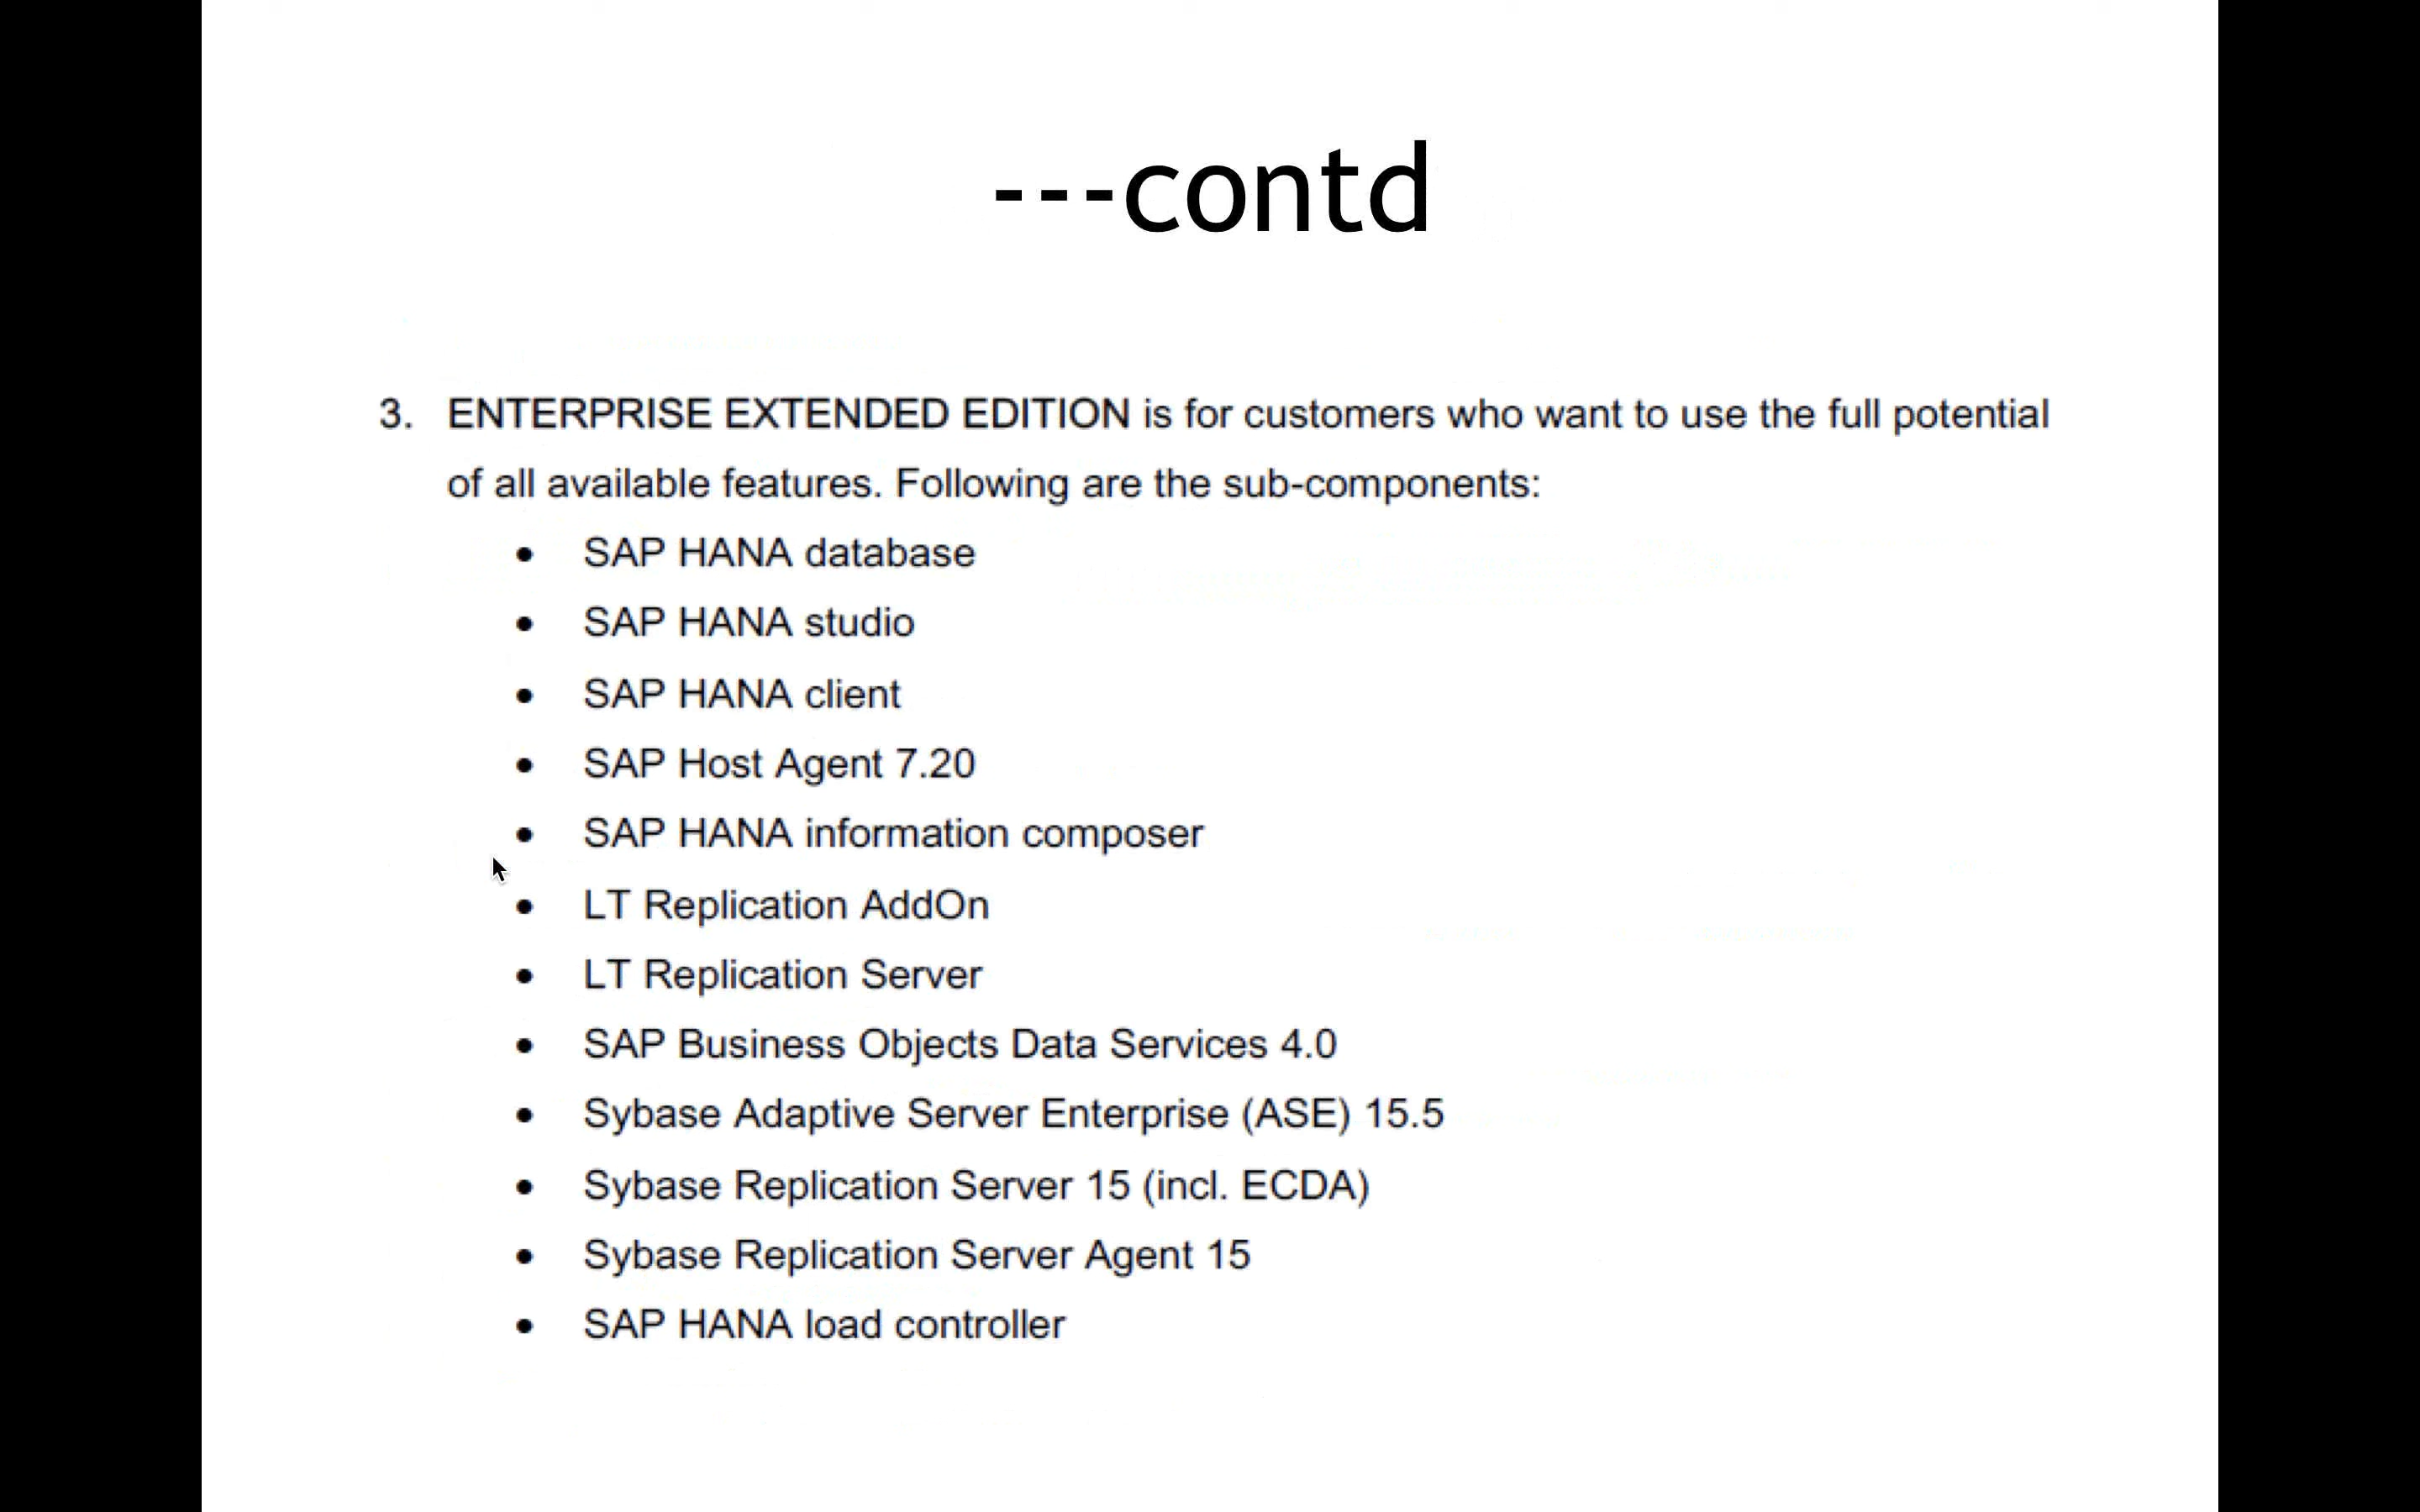 ---contd
3. ENTERPRISE EXTENDED EDITION is for customers who want to use the full potential
of all available features. Following are the sub-components:
• SAP HANA database
• SAP HANA studio
• SAP HANA client
• SAP Host Agent 7.20
• SAP HANA information composer
• LT Replication AddOn
• LT Replication Server
• SAP Business Objects Data Services 4.0
• Sybase Adaptive Server Enterprise (ASE) 15.5
• Sybase Replication Server 15 (incl. ECDA)
• Sybase Replication Server Agent 15
• SAP HANA load controller